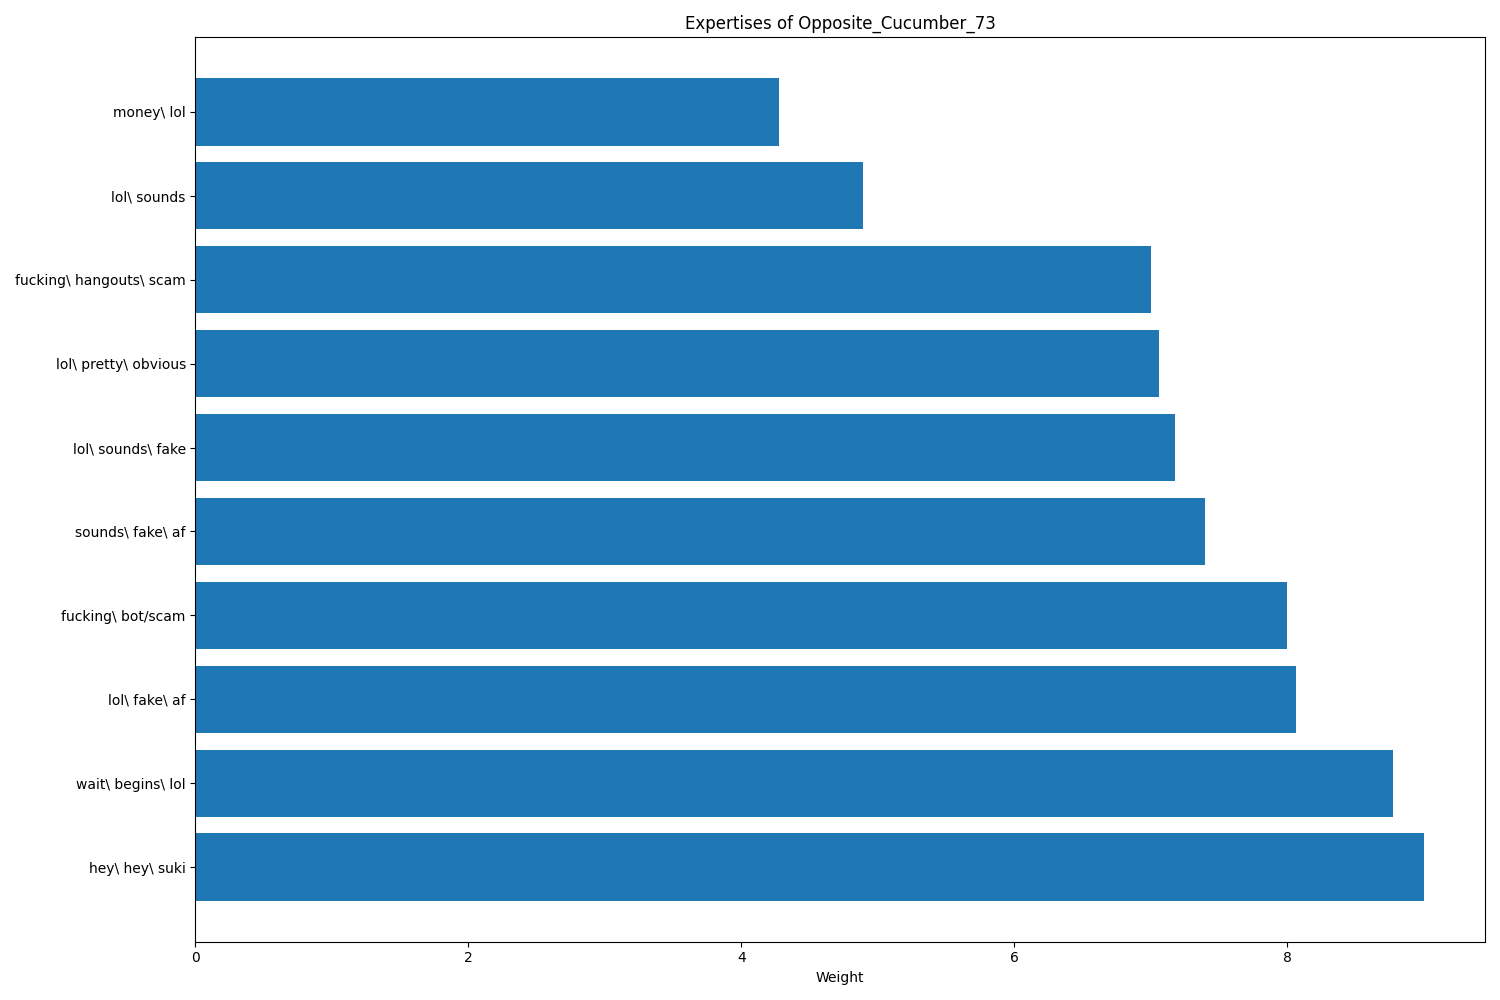 Expertises of Opposite_Cucumber_73
money\ lol
lol\ sounds
fucking\ hangouts\ scam
lol\ pretty\ obvious
lol\ sounds\ fake
sounds\ fake\ af
fucking\ bot/scam
lol\ fake\ af
wait\ begins\ lol
hey\ hey\ suki
0 2 4 6 8
Weight